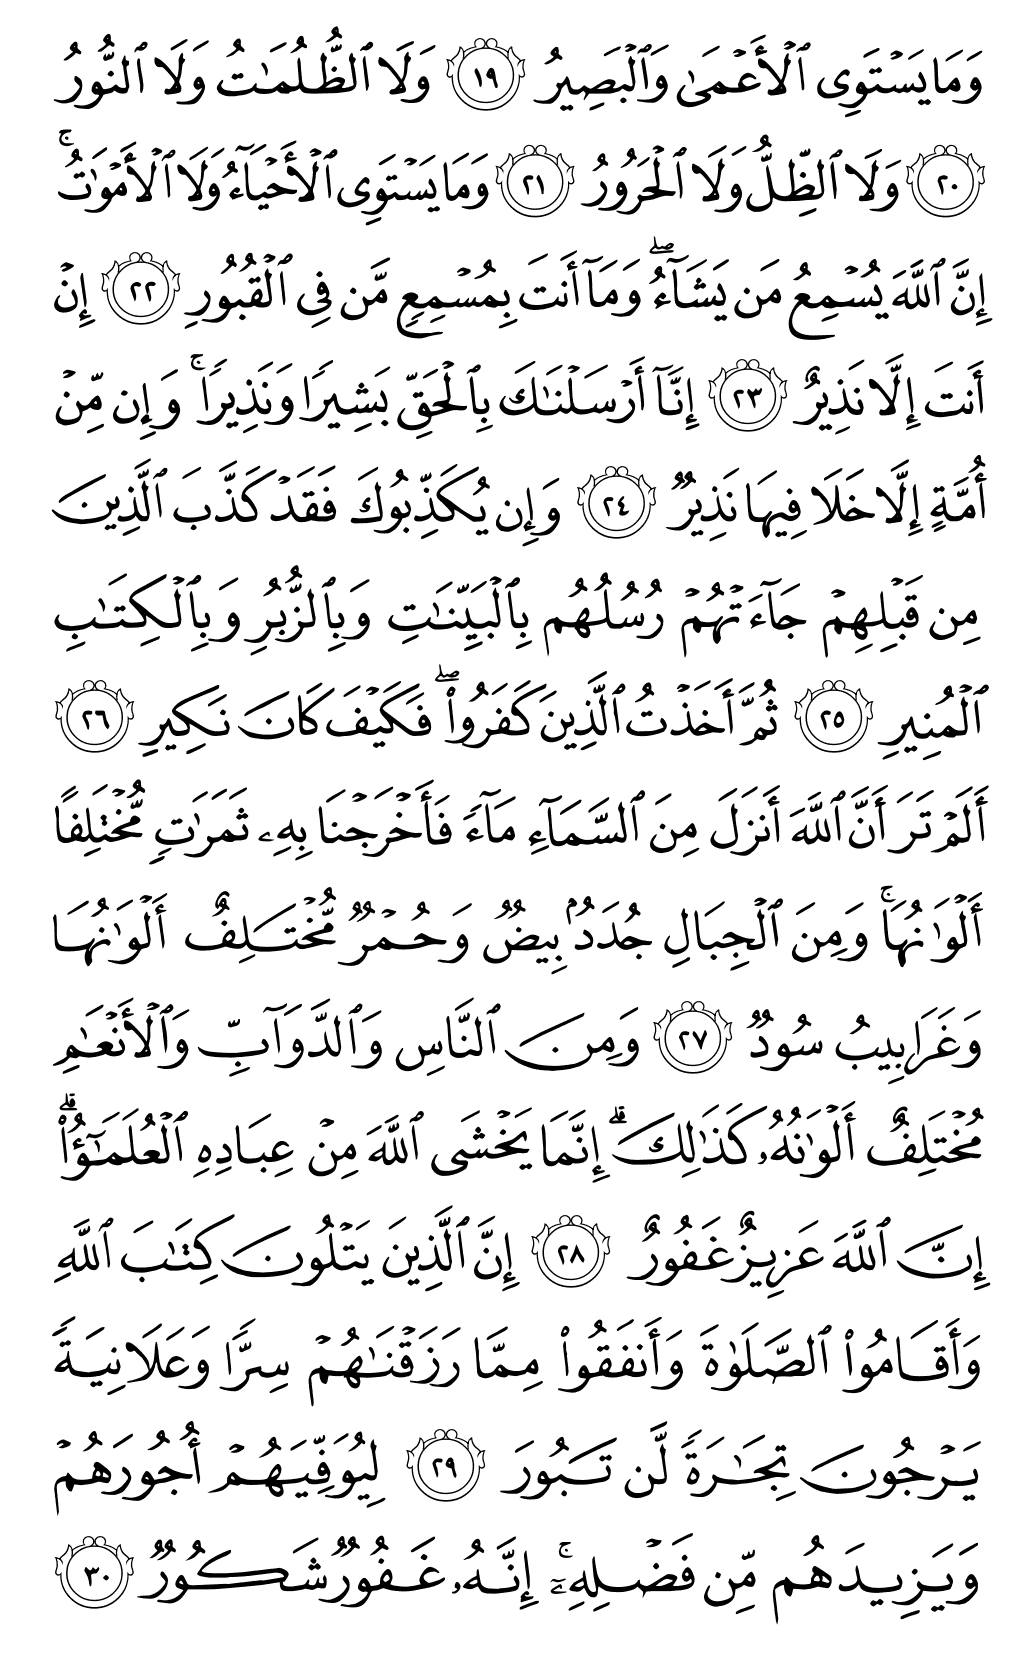 وَمَا يَسۡتَوِي ٱلۡأَعۡمَىٰ وَٱلۡبَصِيرُ ١٩ وَلَا ٱلظُّلُمَٰتُ وَلَا ٱلنُّورُ
٢٠ وَلَا ٱلظِّلُّ وَلَا ٱلۡحَرُورُ ٢١ وَمَا يَسۡتَوِي ٱلۡأَحۡيَآءُ وَلَا ٱلۡأَمۡوَٰتُۚ
إِنَّ ٱللَّهَ يُسۡمِعُ مَن يَشَآءُۖ وَمَآ أَنتَ بِمُسۡمِعٖ مَّن فِي ٱلۡقُبُورِ ٢٢ إِنۡ
أَنتَ إِلَّا نَذِيرٌ ٢٣ إِنَّآ أَرۡسَلۡنَٰكَ بِٱلۡحَقِّ بَشِيرٗا وَنَذِيرٗاۚ وَإِن مِّنۡ
أُمَّةٍ إِلَّا خَلَا فِيهَا نَذِيرٞ ٢٤ وَإِن يُكَذِّبُوكَ فَقَدۡ كَذَّبَ ٱلَّذِينَ
مِن قَبۡلِهِمۡ جَآءَتۡهُمۡ رُسُلُهُم بِٱلۡبَيِّنَٰتِ وَبِٱلزُّبُرِ وَبِٱلۡكِتَٰبِ
ٱلۡمُنِيرِ ٢٥ ثُمَّ أَخَذۡتُ ٱلَّذِينَ كَفَرُواْۖ فَكَيۡفَ كَانَ نَكِيرِ ٢٦
أَلَمۡ تَرَ أَنَّ ٱللَّهَ أَنزَلَ مِنَ ٱلسَّمَآءِ مَآءٗ فَأَخۡرَجۡنَا بِهِۦ ثَمَرَٰتٖ مُّخۡتَلِفًا
أَلۡوَٰنُهَاۚ وَمِنَ ٱلۡجِبَالِ جُدَدُۢ بِيضٞ وَحُمۡرٞ مُّخۡتَلِفٌ أَلۡوَٰنُهَا
وَغَرَابِيبُ سُودٞ ٢٧ وَمِنَ ٱلنَّاسِ وَٱلدَّوَآبِّ وَٱلۡأَنۡعَٰمِ
مُخۡتَلِفٌ أَلۡوَٰنُهُۥ كَذَٰلِكَۗ إِنَّمَا يَخۡشَى ٱللَّهَ مِنۡ عِبَادِهِ ٱلۡعُلَمَٰٓؤُاْۗ
إِنَّ ٱللَّهَ عَزِيزٌ غَفُورٌ ٢٨ إِنَّ ٱلَّذِينَ يَتۡلُونَ كِتَٰبَ ٱللَّهِ
وَأَقَامُواْ ٱلصَّلَوٰةَ وَأَنفَقُواْ مِمَّا رَزَقۡنَٰهُمۡ سِرّٗا وَعَلَانِيَةٗ
يَرۡجُونَ تِجَٰرَةٗ لَّن تَبُورَ ٢٩ لِيُوَفِّيَهُمۡ أُجُورَهُمۡ
وَيَزِيدَهُم مِّن فَضۡلِهِۦٓۚ إِنَّهُۥ غَفُورٞ شَكُورٞ ٣٠